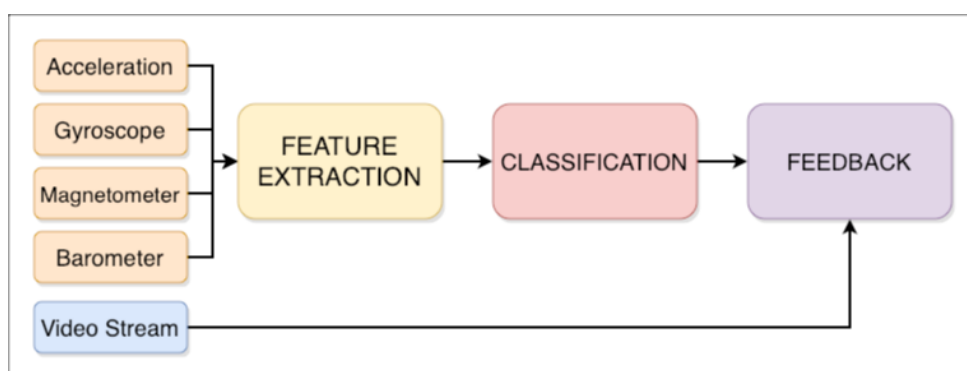 Acceleration
Gyroscope
Magnetometer
Barometer
Video Stream
FEATURE
EXTRACTION
CLASSIFICATION
FEEDBACK